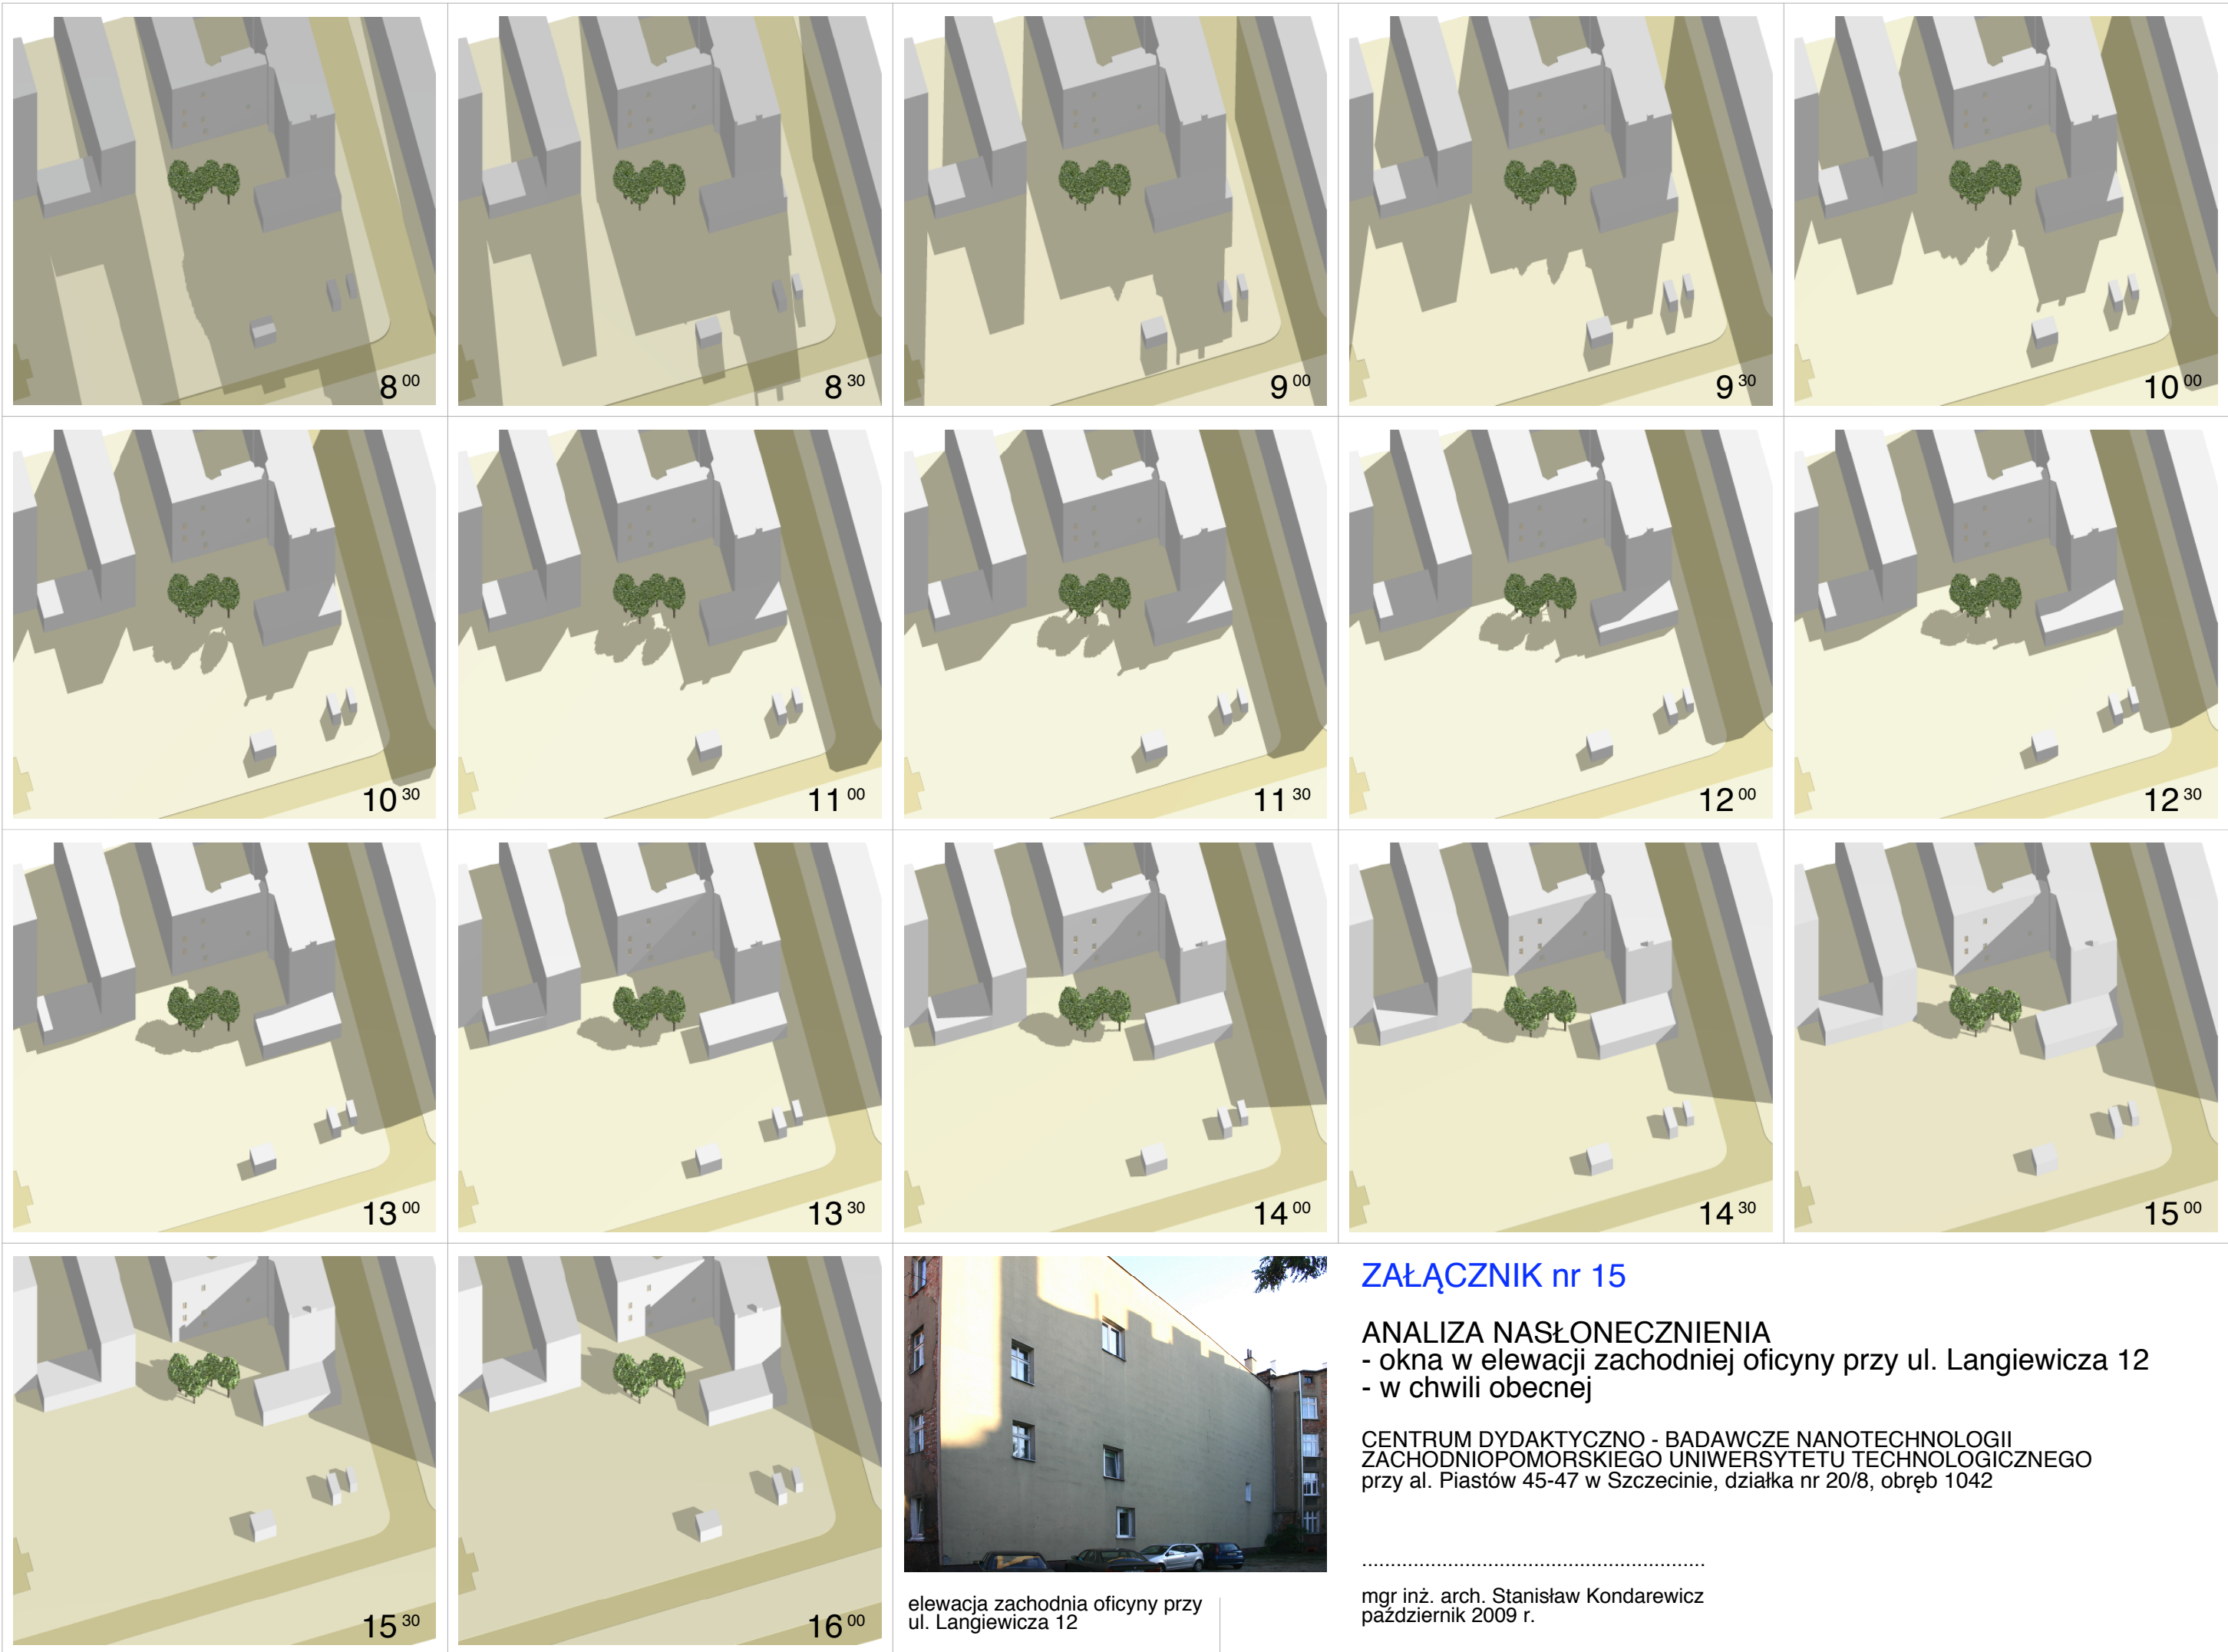 8 00
8 30
9 00
9 30
10 00
10 30
11 00
11 30
12 00
12 30
13 00
13 30
14 00
14 30
15 00
15 30
16 00
elewacja zachodnia oficyny przy
ul. Langiewicza 12
ZAŁĄCZNIK nr 15
ANALIZA NASŁONECZNIENIA
- okna w elewacji zachodniej oficyny przy ul. Langiewicza 12
- w chwili obecnej
CENTRUM DYDAKTYCZNO - BADAWCZE NANOTECHNOLOGII
ZACHODNIOPOMORSKIEGO UNIWERSYTETU TECHNOLOGICZNEGO
przy al. Piastów 45-47 w Szczecinie, działka nr 20/8, obręb 1042
............................................................
mgr inż. arch. Stanisław Kondarewicz
październik 2009 r.